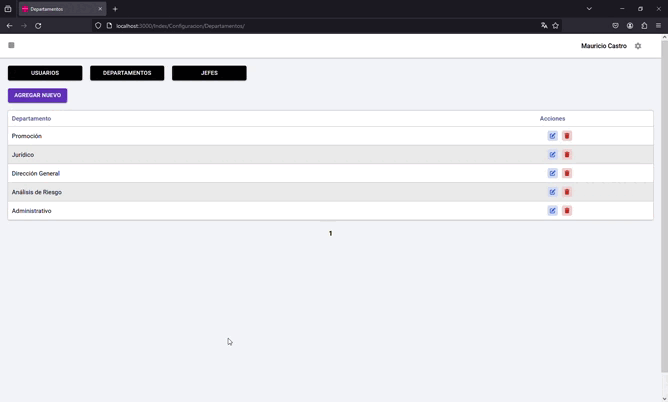 Departamentos
localhost:3000/Index/Configuracion/Departamentos/
Mauricio Castro
USUARIOS DEPARTAMENTOS JEFES
AGREGAR NUEVO
Departamento Acciones
Promoción
Jurídico
Dirección General
Análisis de Riesgo
Administrativo
1